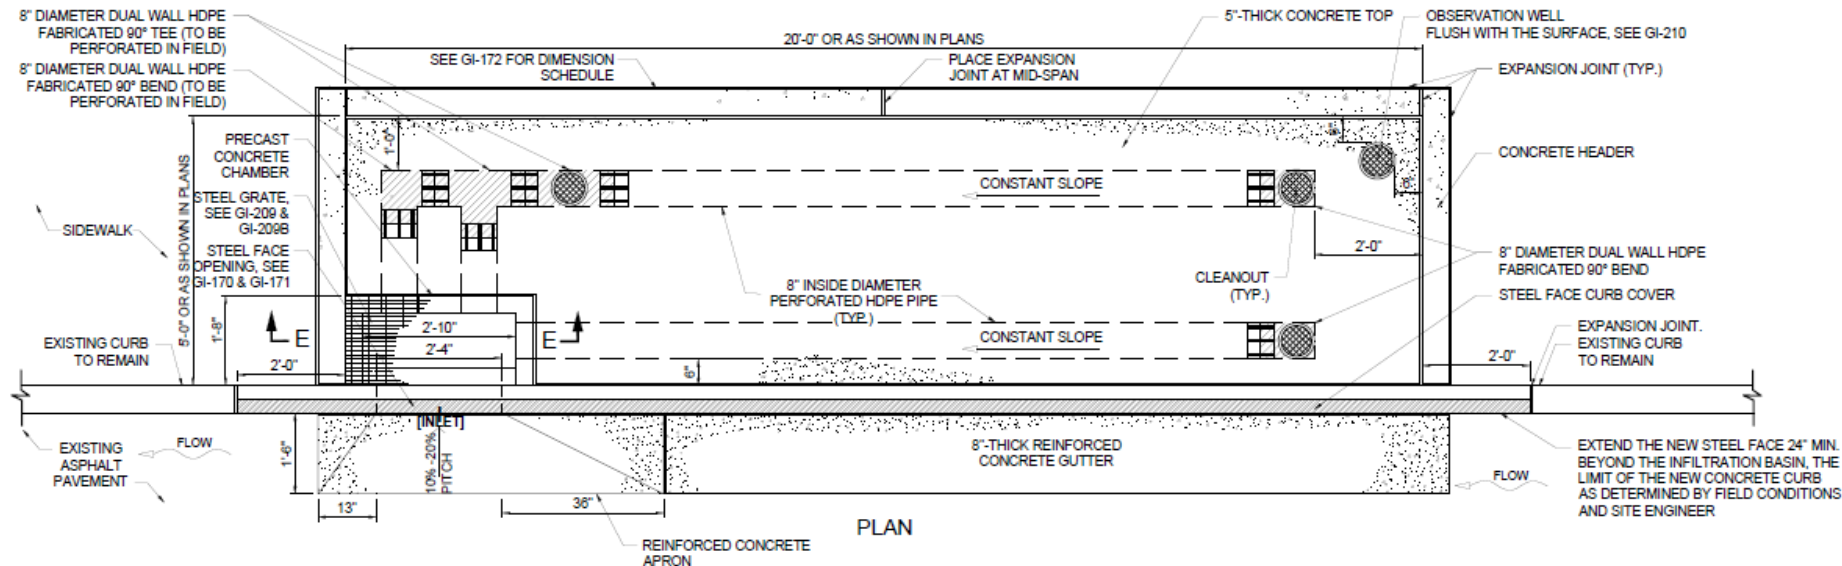 8" DIAMETER DUAL WALL HDPE
FABRICATED 90° TEE (TO BE
PERFORATED IN FIELD)
8" DIAMETER DUAL WALL HDPE
FABRICATED 90° BEND (TO BE
PERFORATED IN FIELD)
20'-0" OR AS SHOWN IN PLANS
SEE GI-172 FOR DIMENSION
SCHEDULE
PLACE EXPANSION
JOINT AT MID-SPAN
5"-THICK CONCRETE TOP
OBSERVATION WELL
FLUSH WITH THE SURFACE, SEE GI-210
EXPANSION JOINT (TYP.)
CONCRETE HEADER
PRECAST
CONCRETE
CHAMBER
STEEL GRATE,
SEE GI-209 &
GI-209B
STEEL FACE
OPENING, SEE
GI-170 & GI-171
SIDEWALK
5'-0" OR AS SHOWN IN PLANS
1'-0"
CONSTANT SLOPE
6"
2'-0"
8" DIAMETER DUAL WALL HDPE
FABRICATED 90° BEND
CLEANOUT
(TYP.)
8" INSIDE DIAMETER
PERFORATED HDPE PIPE
(TYP.)
STEEL FACE CURB COVER
1'-8"
E
2'-10"
E
2'-4"
CONSTANT SLOPE
6"
EXISTING CURB
TO REMAIN
2'-0"
2'-0"
EXPANSION JOINT.
EXISTING CURB
TO REMAIN
[INLET]
10% -20%
PITCH
1'-6"
8"-THICK REINFORCED
CONCRETE GUTTER
EXISTING
ASPHALT
PAVEMENT
FLOW
FLOW
EXTEND THE NEW STEEL FACE 24" MIN.
BEYOND THE INFILTRATION BASIN, THE
LIMIT OF THE NEW CONCRETE CURB
AS DETERMINED BY FIELD CONDITIONS
AND SITE ENGINEER
13"
36"
PLAN
REINFORCED CONCRETE
APRON